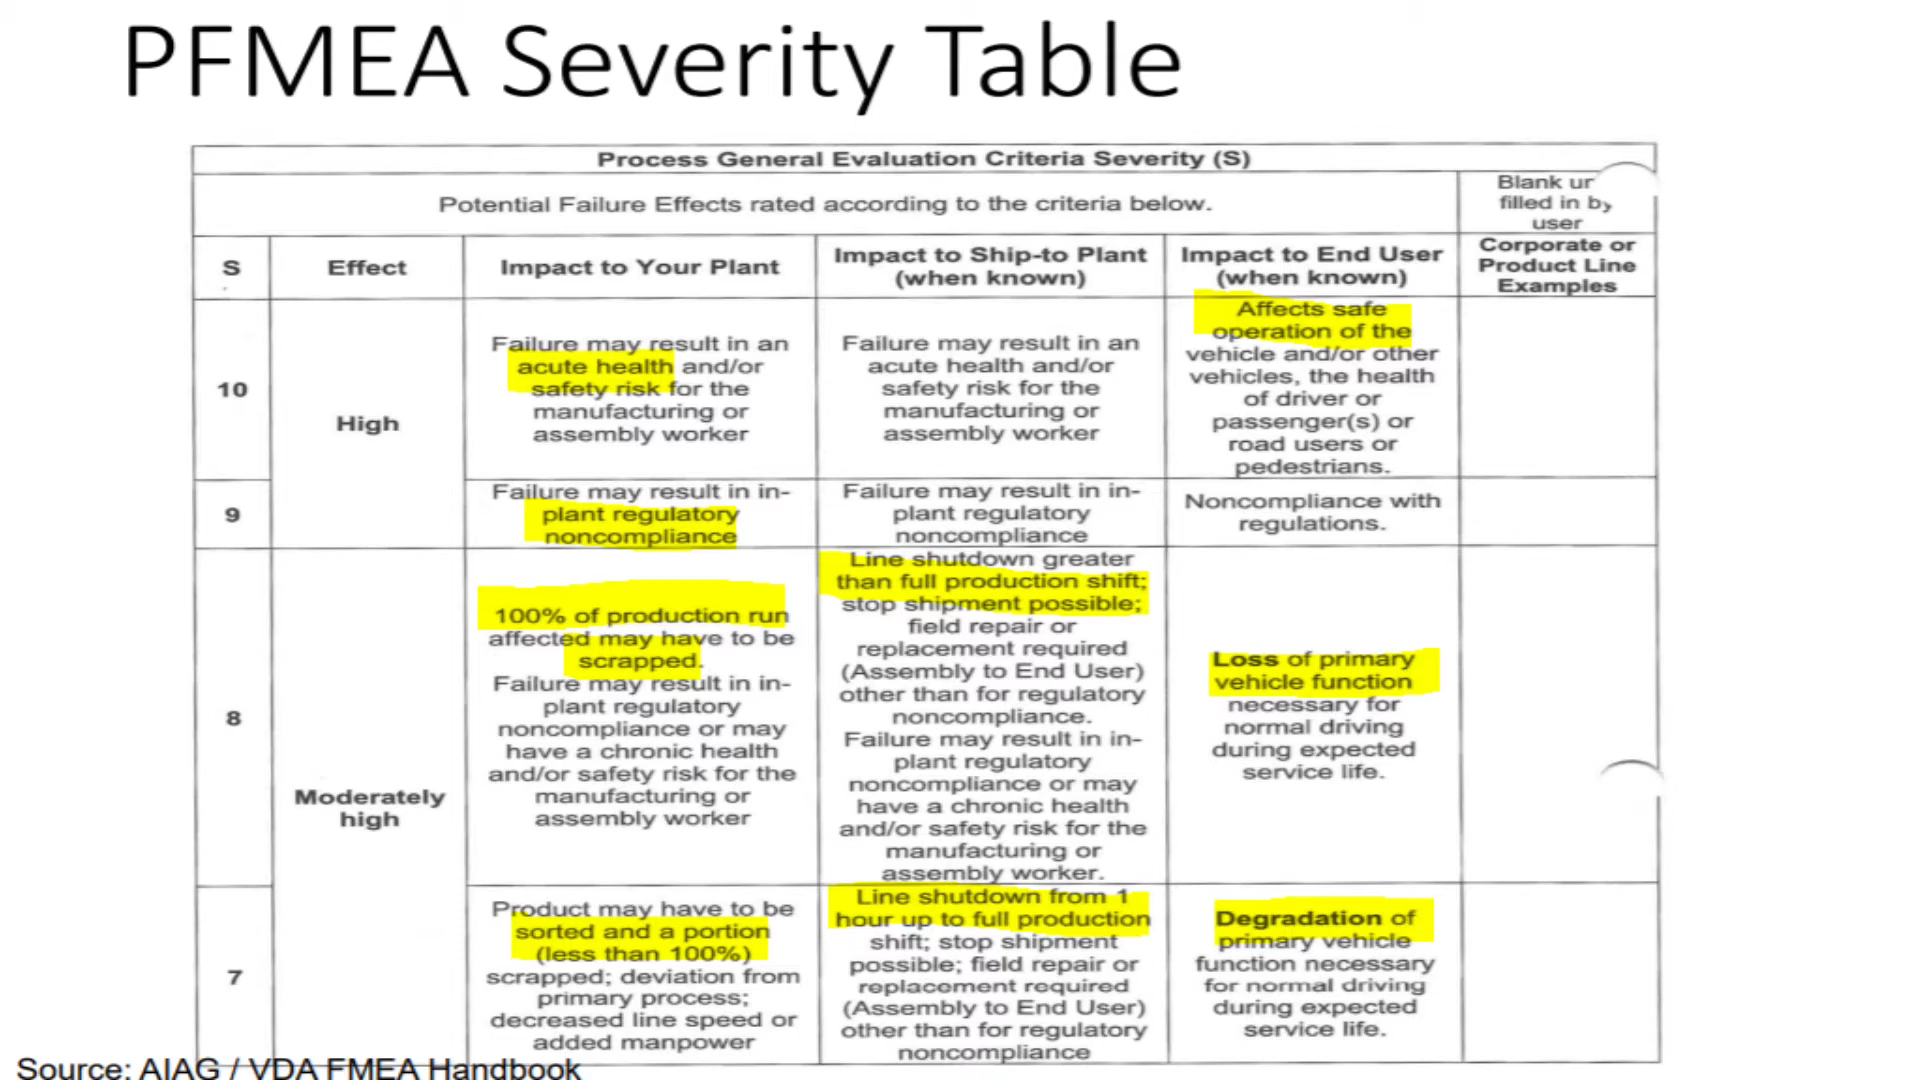 PFMEA Severity Table
Process General Evaluation Criteria Severity (S)
Potential Failure Effects rated according to the criteria below.
Blank
filled in by
user
S
Effect
Impact to Your Plant
Impact to Ship-to Plant
(when known)
Impact to End User
(when known)
Corporate or
Product Line
Examples
10
High
Failure may result in an
acute health and/or
safety risk for the
manufacturing or
assembly worker
Failure may result in an
acute health and/or
safety risk for the
manufacturing or
assembly worker
Affects safe
operation of the
vehicle and/or other
vehicles, the health
of driver or
passenger(s) or
road users or
pedestrians.
9
Failure may result in in-
plant regulatory
noncompliance
Failure may result in in-
plant regulatory
noncompliance
Noncompliance with
regulations.
8
Moderately
high
100% of production run
affected may have to be
scrapped.
Failure may result in in-
plant regulatory
noncompliance or may
have a chronic health
and/or safety risk for the
manufacturing or
assembly worker
Line shutdown greater
than full production shift;
stop shipment possible;
field repair or
replacement required
(Assembly to End User)
other than for regulatory
noncompliance.
Failure may result in in-
plant regulatory
noncompliance or may
have a chronic health
and/or safety risk for the
manufacturing or
assembly worker.
Loss of primary
vehicle function
necessary for
normal driving
during expected
service life.
7
Product may have to be
sorted and a portion
(less than 100%)
scrapped; deviation from
primary process;
decreased line speed or
added manpower
Line shutdown from 1
hour up to full production
shift; stop shipment
possible; field repair or
replacement required
(Assembly to End User)
other than for regulatory
noncompliance
Degradation of
primary vehicle
function necessary
for normal driving
during expected
service life.
Source: AIAG / VDA FMEA Handbook